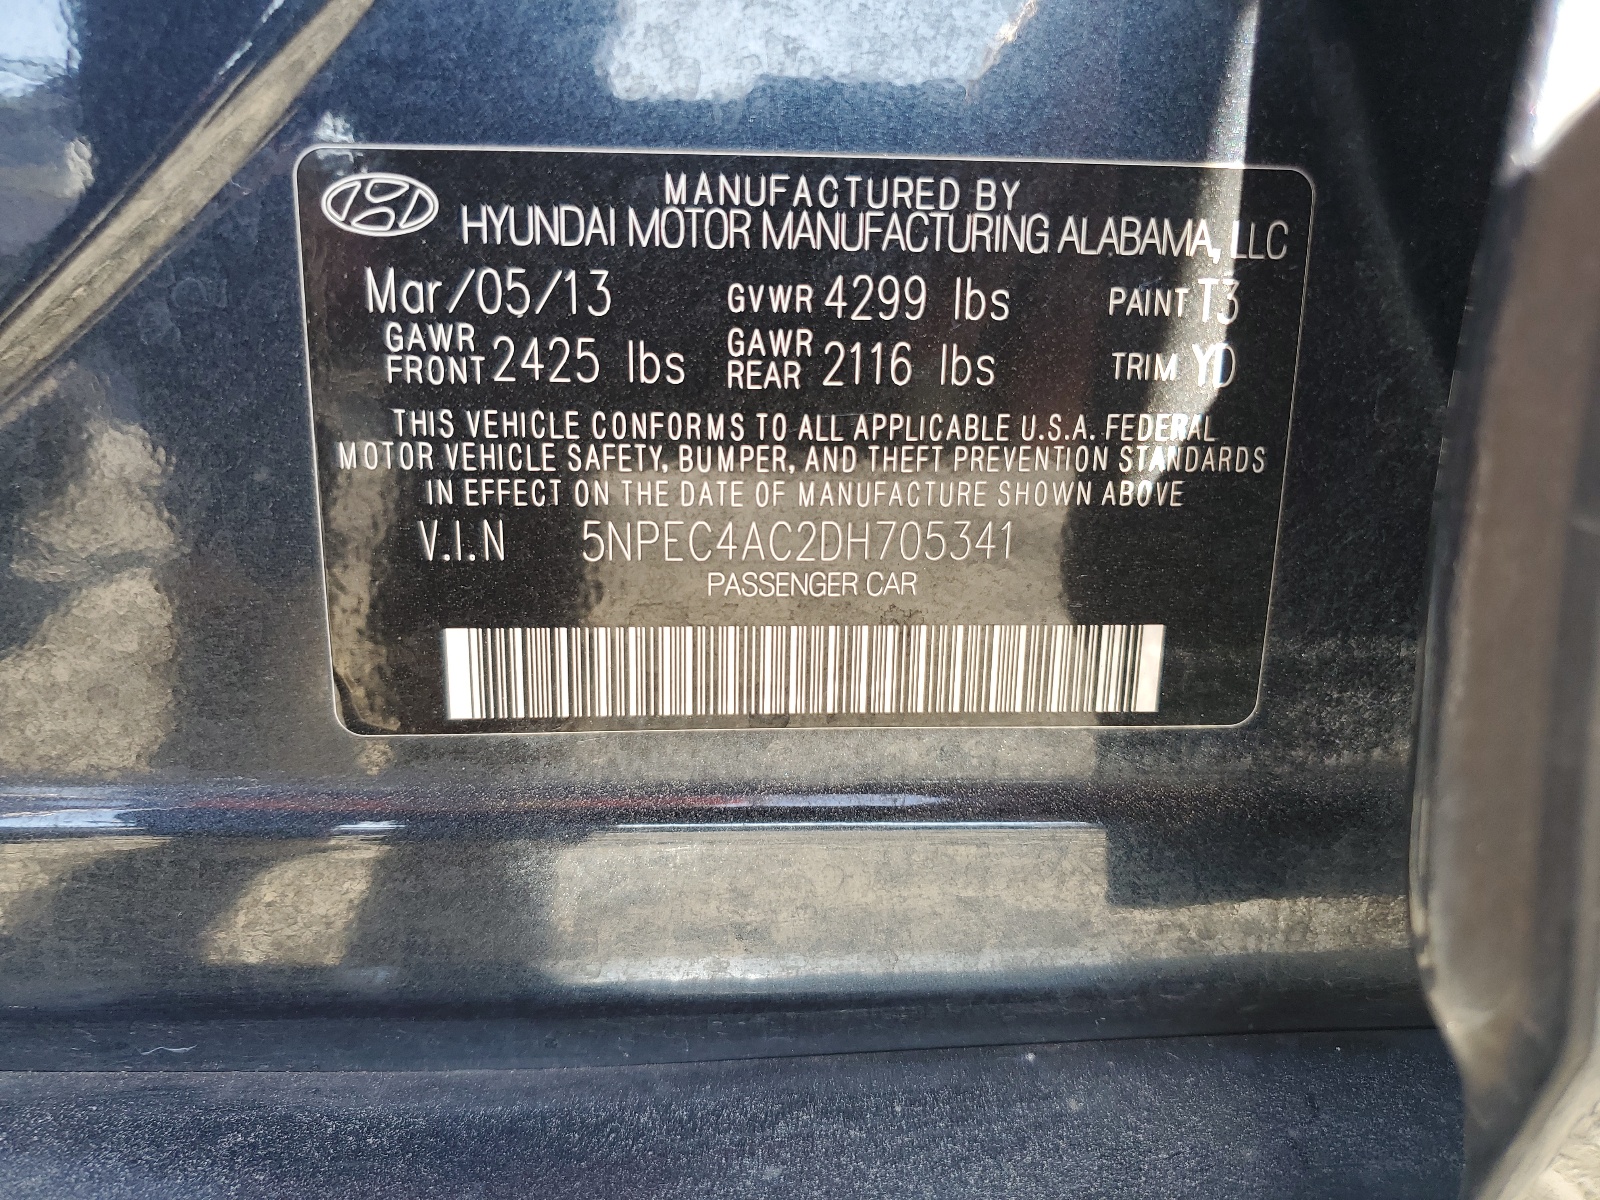 MANUFACTURED BY
HYUNDAI MOTOR MANUFACTURING ALABAMA, LLC
Mar/05/13 GVWR 4299 lbs PAINT T3
GAWR FRONT 2425 lbs GAWR REAR 2116 lbs TRIM YD
THIS VEHICLE CONFORMS TO ALL APPLICABLE U.S.A. FEDERAL
MOTOR VEHICLE SAFETY, BUMPER, AND THEFT PREVENTION STANDARDS
IN EFFECT ON THE DATE OF MANUFACTURE SHOWN ABOVE
V.I.N 5NPEC4AC2DH705341
PASSENGER CAR